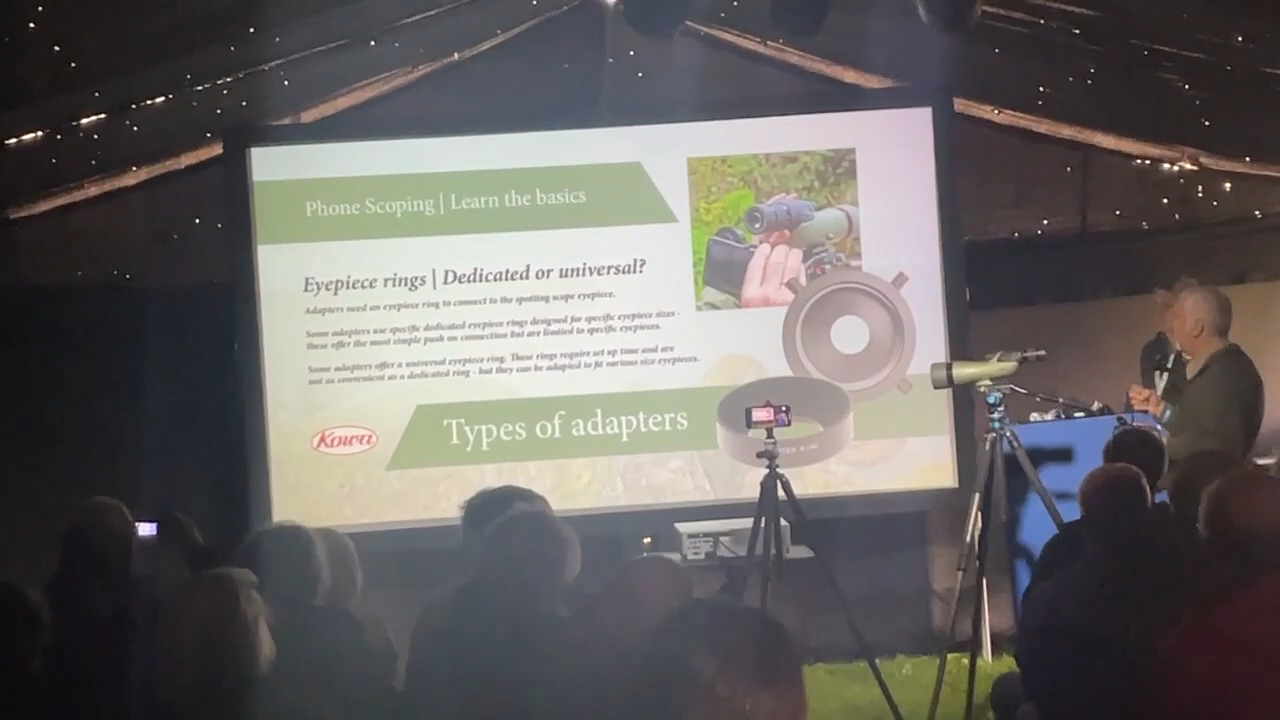 Phone Scoping | Learn the basics
Eyepiece rings | Dedicated or universal?
Adapters need an eyepiece ring to connect to the spotting scope eyepiece.
Some adapters use specific dedicated eyepiece rings designed for specific eyepiece sizes -
these offer the most simple push on connection but are limited to specific eyepieces.
Some adapters offer a universal eyepiece ring. These rings require set up time and are
not as convenient as a dedicated ring - but they can be adapted to fit various size eyepieces.
Kowa
Types of adapters